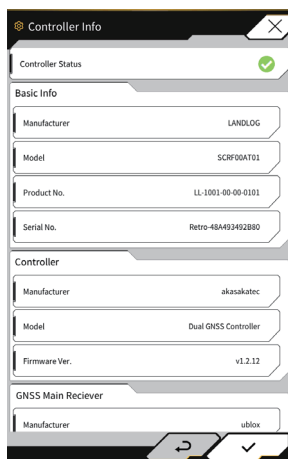 Controller Info
Controller Status
Basic Info
Manufacturer LANDLOG
Model SCRF00AT01
Product No. LL-1001-00-00-0101
Serial No. Retro-48A493492B80
Controller
Manufacturer akasakatec
Model Dual GNSS Controller
Firmware Ver. v1.2.12
GNSS Main Reciever
Manufacturer ublox